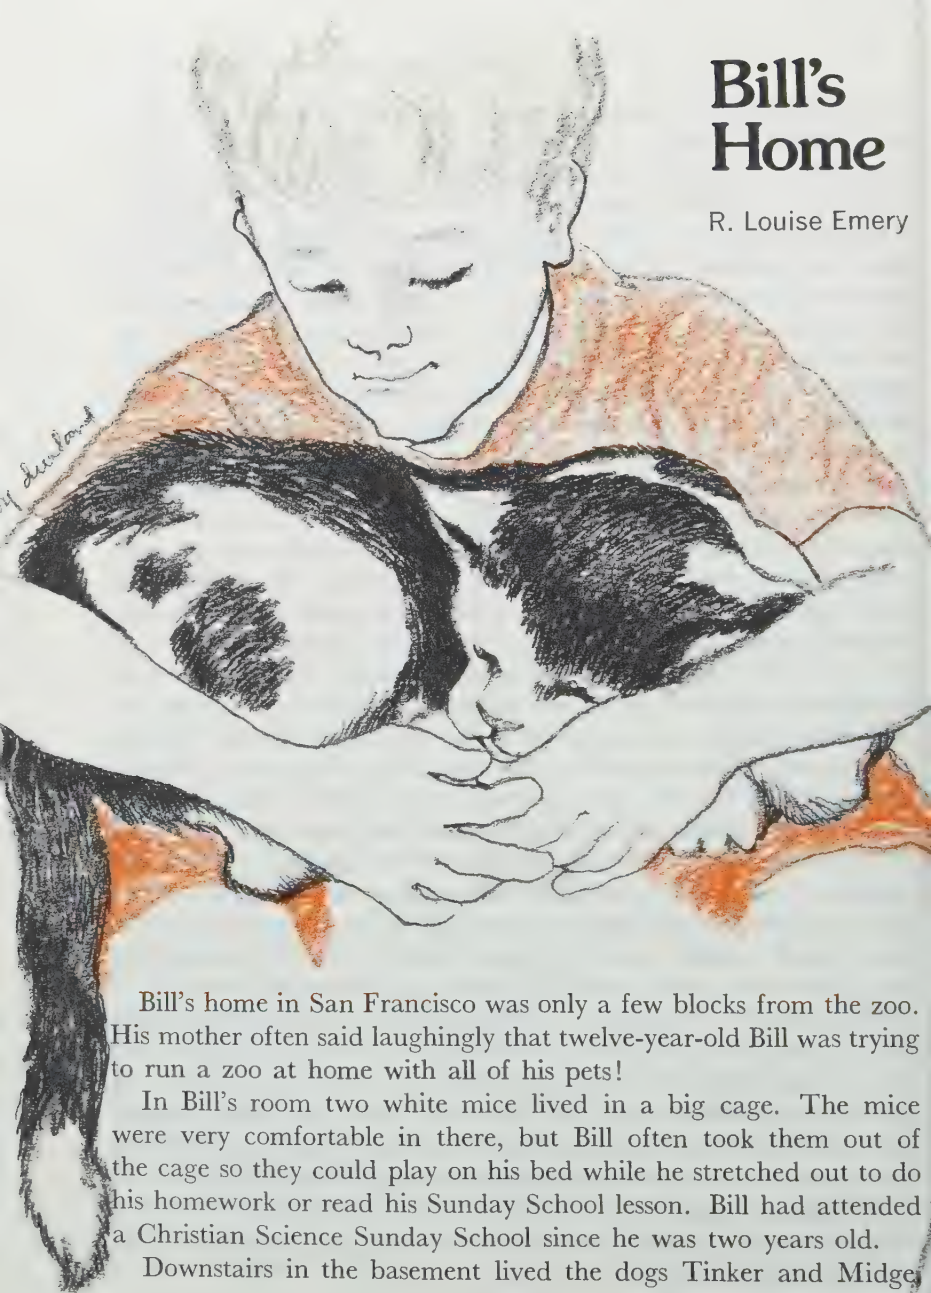 Bill's
Home
R. Louise Emery
Bill's home in San Francisco was only a few blocks from the zoo.
His mother often said laughingly that twelve-year-old Bill was trying
to run a zoo at home with all of his pets!
In Bill's room two white mice lived in a big cage. The mice
were very comfortable in there, but Bill often took them out of
the cage so they could play on his bed while he stretched out to do
his homework or read his Sunday School lesson. Bill had attended
a Christian Science Sunday School since he was two years old.
Downstairs in the basement lived the dogs Tinker and Midge,